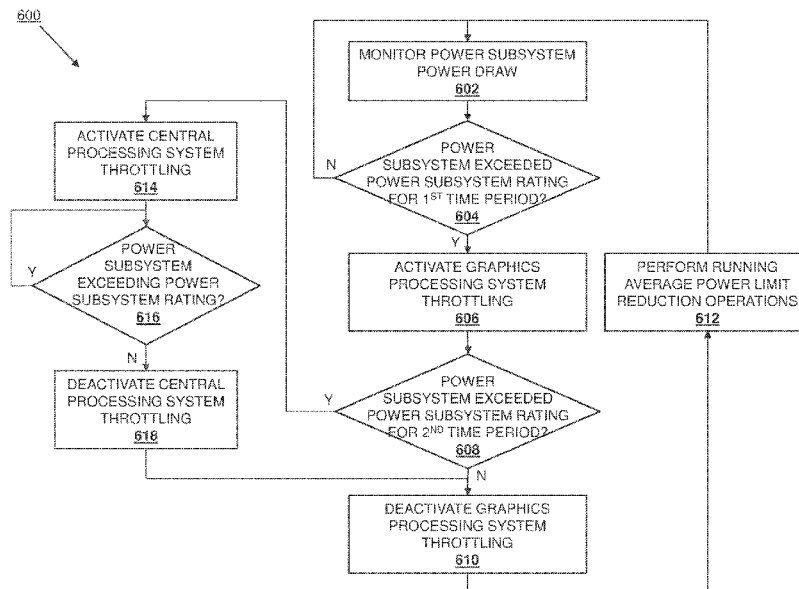 600
MONITOR POWER SUBSYSTEM
POWER DRAW
602
POWER
SUBSYSTEM EXCEEDED
POWER SUBSYSTEM RATING
FOR 1ST TIME PERIOD?
604
N
Y
ACTIVATE GRAPHICS
PROCESSING SYSTEM
THROTTLING
606
POWER
SUBSYSTEM EXCEEDED
POWER SUBSYSTEM RATING
FOR 2ND TIME PERIOD?
608
Y
N
DEACTIVATE GRAPHICS
PROCESSING SYSTEM
THROTTLING
610
PERFORM RUNNING
AVERAGE POWER LIMIT
REDUCTION OPERATIONS
612
ACTIVATE CENTRAL
PROCESSING SYSTEM
THROTTLING
614
POWER
SUBSYSTEM
EXCEEDING POWER
SUBSYSTEM RATING?
616
Y
N
DEACTIVATE CENTRAL
PROCESSING SYSTEM
THROTTLING
618